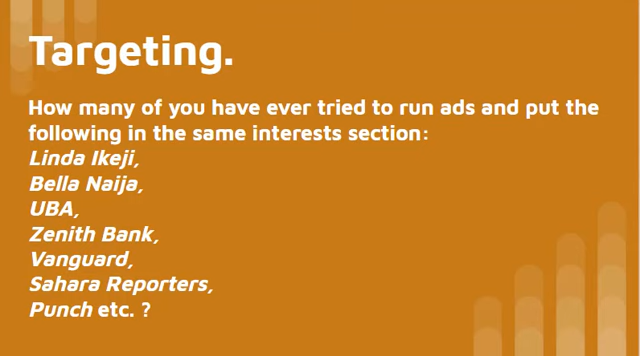 Targeting.
How many of you have ever tried to run ads and put the
following in the same interests section:
Linda Ikeji,
Bella Naija,
UBA,
Zenith Bank,
Vanguard,
Sahara Reporters,
Punch etc. ?